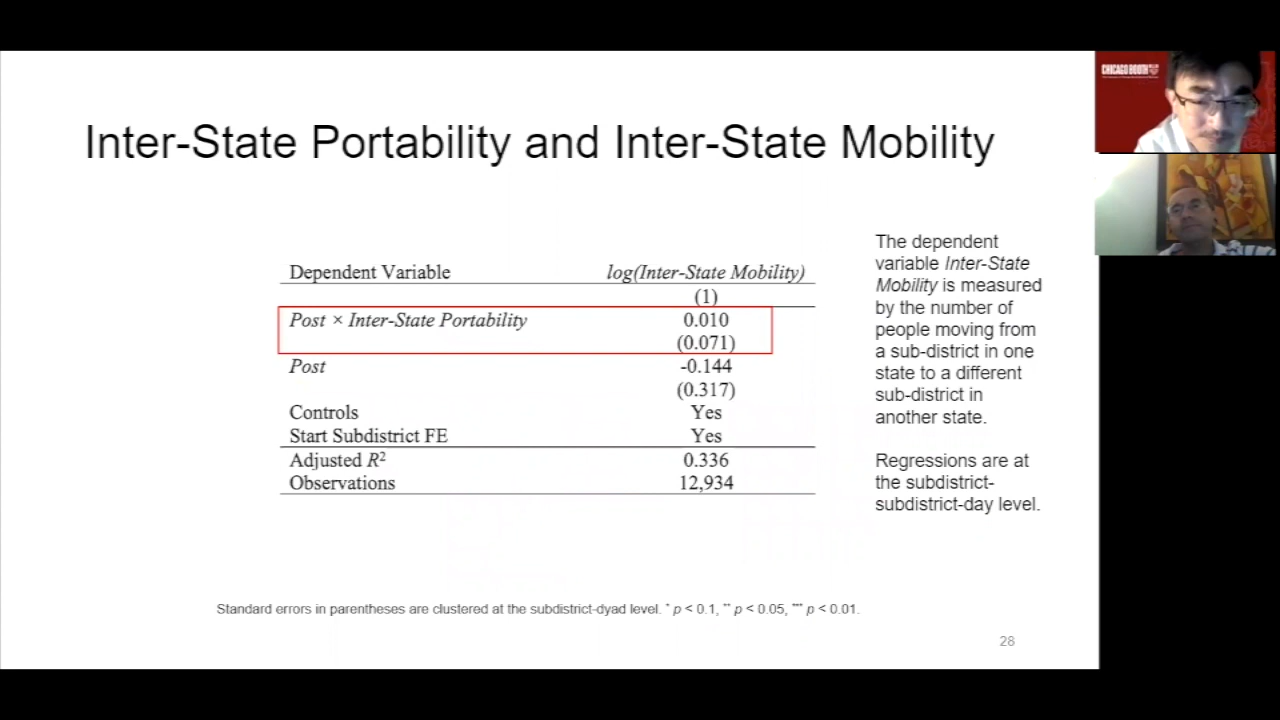 Inter-State Portability and Inter-State Mobility
Dependent Variable log(Inter-State Mobility)
(1)
Post × Inter-State Portability 0.010
(0.071)
Post -0.144
(0.317)
Controls Yes
Start Subdistrict FE Yes
Adjusted R² 0.336
Observations 12,934
The dependent
variable Inter-State
Mobility is measured
by the number of
people moving from
a sub-district in one
state to a different
sub-district in
another state.
Regressions are at
the subdistrict-
subdistrict-day level.
Standard errors in parentheses are clustered at the subdistrict-dyad level. * p < 0.1, ** p < 0.05, *** p < 0.01.
28
CHICAGO BOOTH